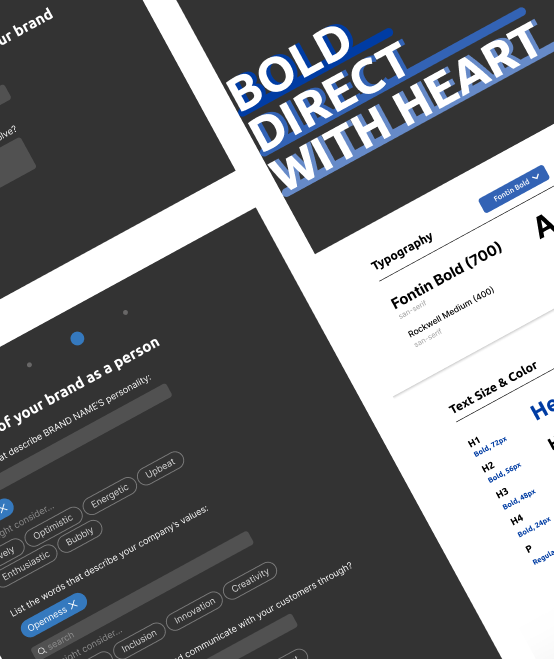 ur brand
olve?
BOLD
DIRECT
WITH HEART
Fontin Bold
Typography
Fontin Bold (700)
san-serif
Rockwell Medium (400)
san-serif
A
Text Size & Color
H1
Bold, 72px
He
H2
Bold, 56px
H3
Bold, 48px
H4
Bold, 24px
P
Regula
of your brand as a person
at describe BRAND NAME'S personality:
ght consider...
vely Optimistic Energetic Upbeat
Enthusiastic Bubbly
List the words that describe your company's values:
Openness
search
ght consider...
Inclusion Innovation Creativity
d communicate with your customers through?